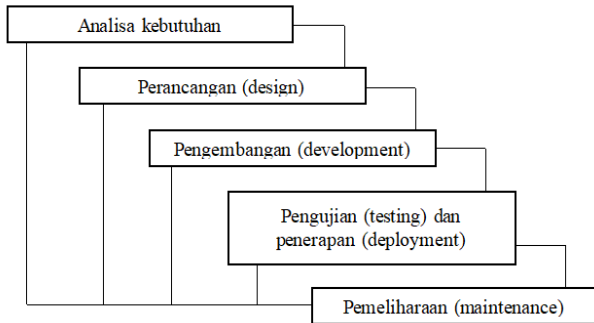 Analisa kebutuhan
Perancangan (design)
Pengembangan (development)
Pengujian (testing) dan
penerapan (deployment)
Pemeliharaan (maintenance)